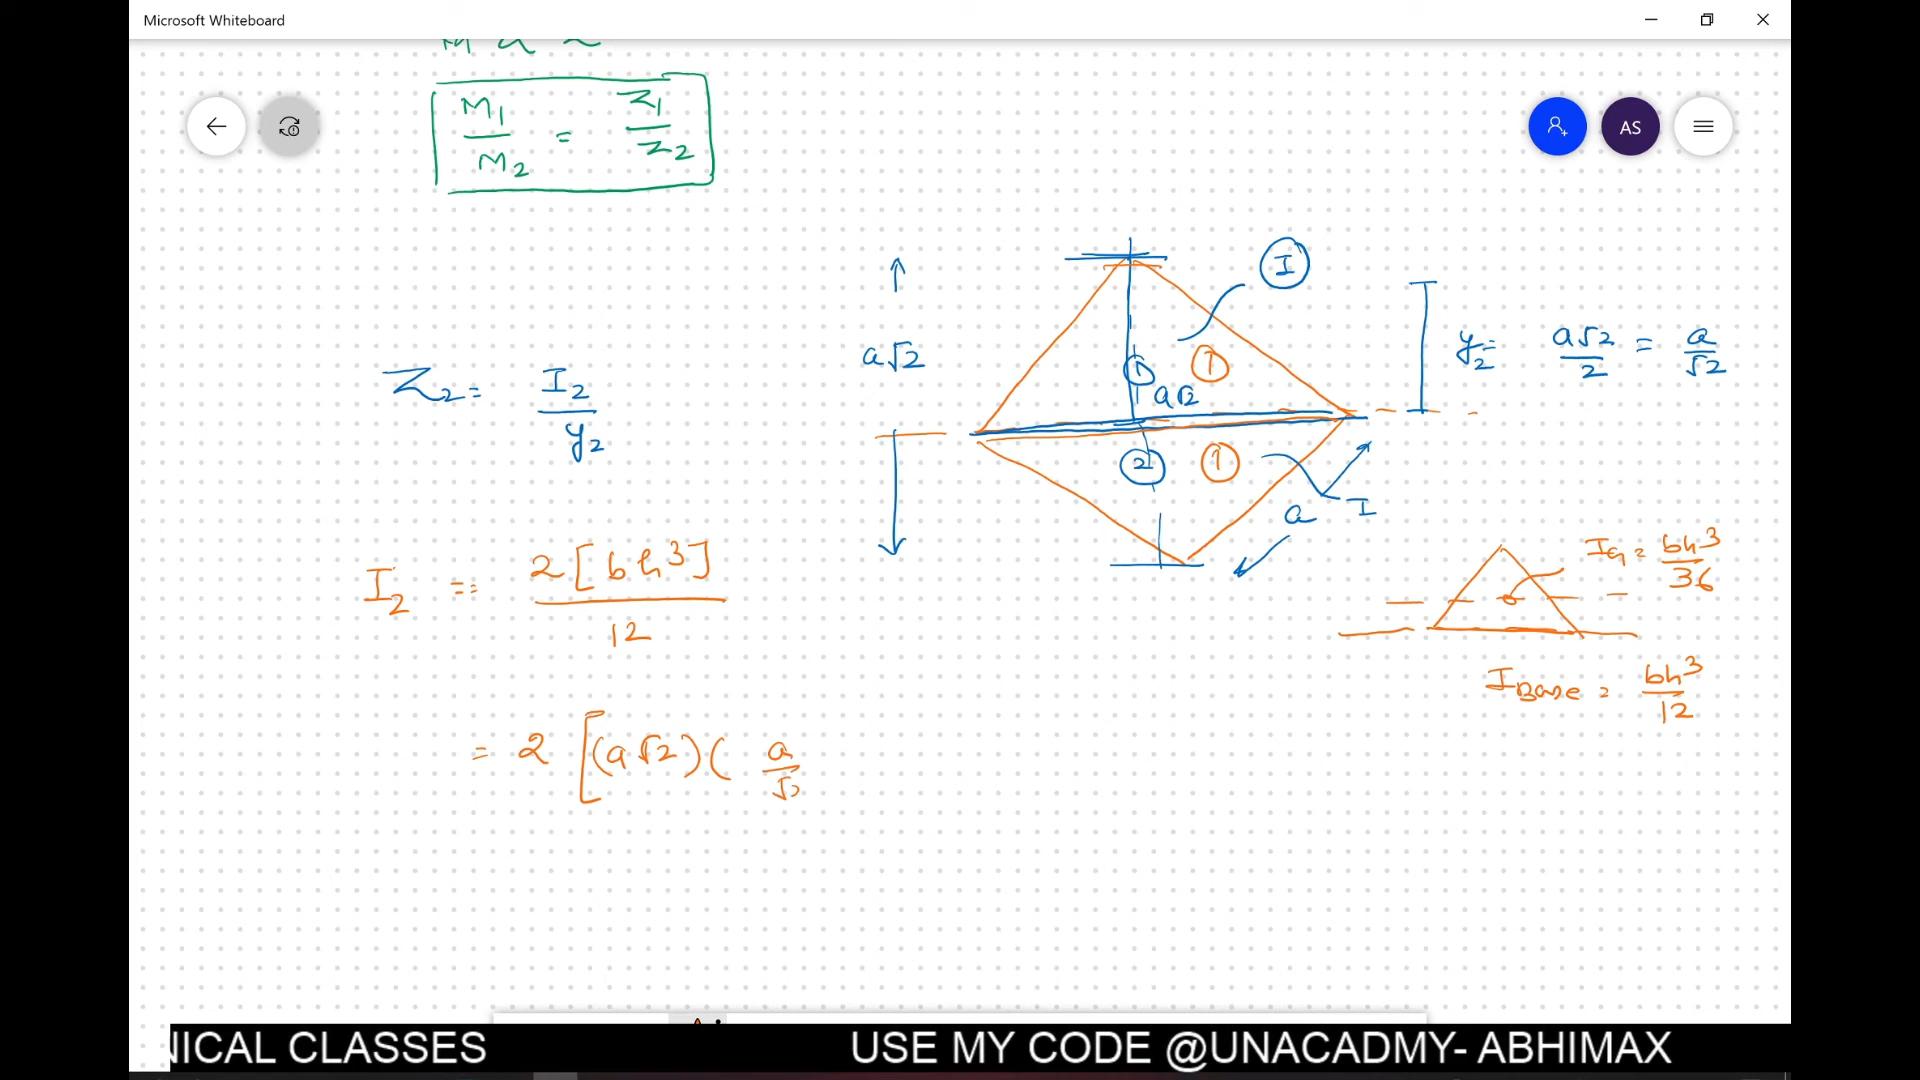 Microsoft Whiteboard
M α Z
M1/M2 = Z1/Z2
AS
I
a√2
y2 = a√2/2 = a/√2
1 1
a√2
Z2 = I2/y2
2 1
a I
I2 = 2[bh³]/12
IG = bh³/36
IBase = bh³/12
= 2 [(a√2)( a/√2
NICAL CLASSES USE MY CODE @UNACADMY- ABHIMAX